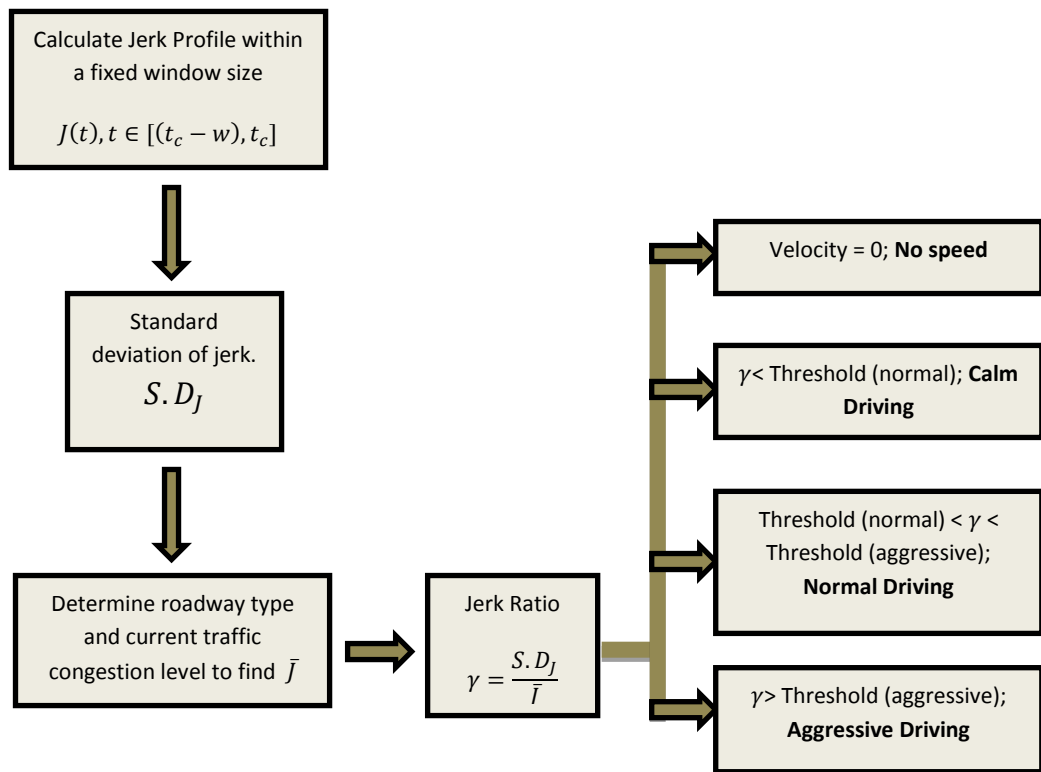 Calculate Jerk Profile within
a fixed window size
J(t), t ∈ [(t_c − w), t_c]
Standard
deviation of jerk.
S.D_J
Determine roadway type
and current traffic
congestion level to find J̄
Jerk Ratio
γ = S.D_J / J̄
Velocity = 0; No speed
γ< Threshold (normal); Calm
Driving
Threshold (normal) < γ <
Threshold (aggressive);
Normal Driving
γ> Threshold (aggressive);
Aggressive Driving